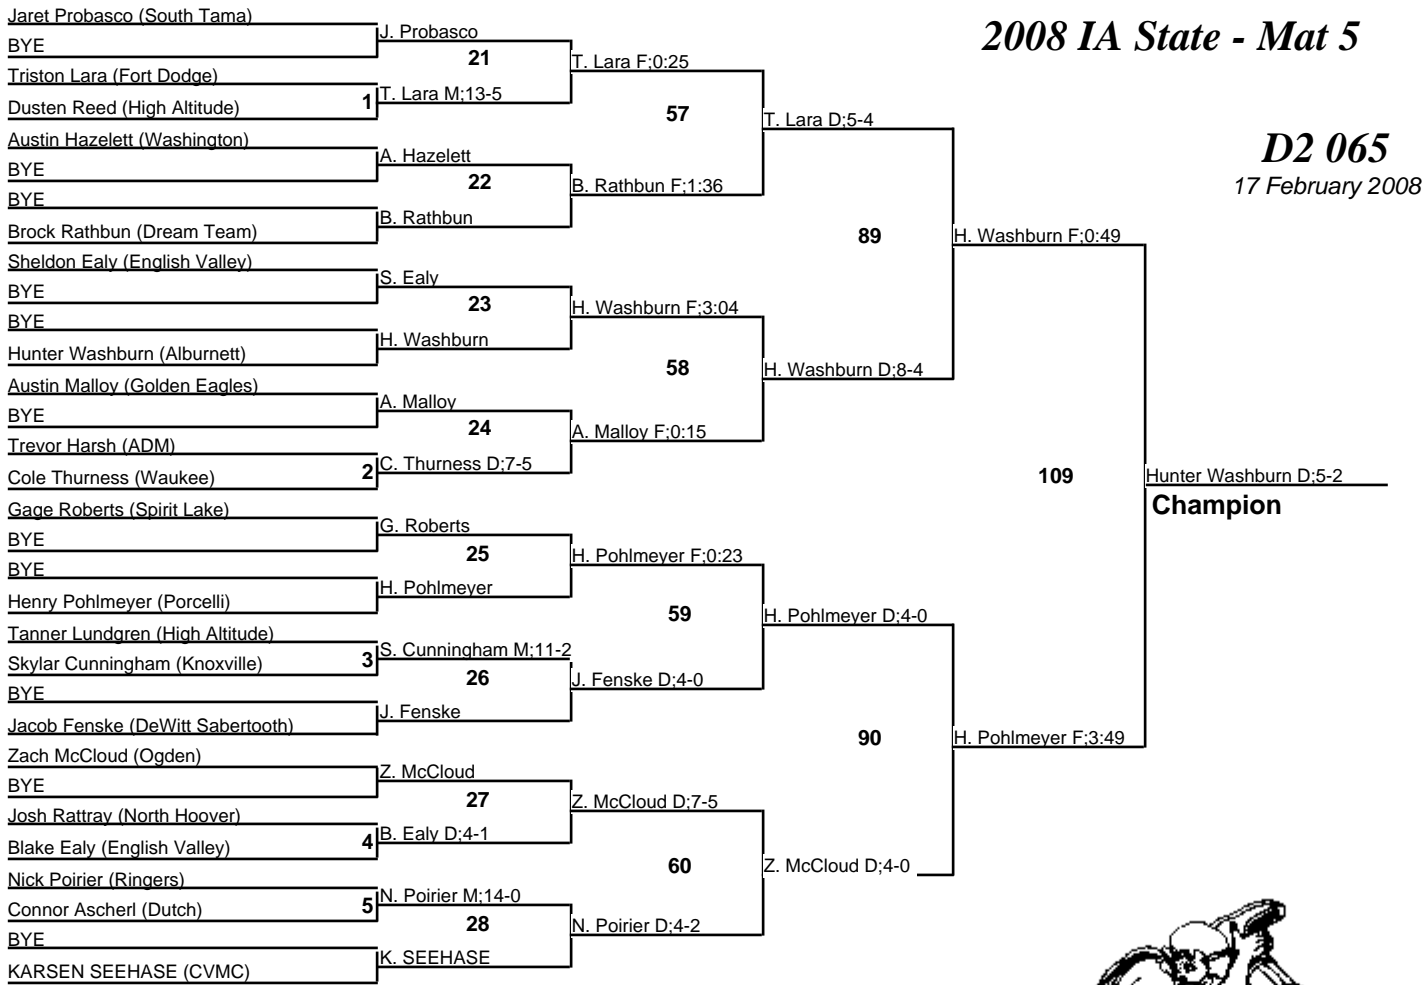 2008 IA State - Mat 5
D2 065
17 February 2008
Jaret Probasco (South Tama)
BYE
Triston Lara (Fort Dodge)
Dusten Reed (High Altitude)
Austin Hazelett (Washington)
BYE
BYE
Brock Rathbun (Dream Team)
Sheldon Ealy (English Valley)
BYE
BYE
Hunter Washburn (Alburnett)
Austin Malloy (Golden Eagles)
BYE
Trevor Harsh (ADM)
Cole Thurness (Waukee)
Gage Roberts (Spirit Lake)
BYE
BYE
Henry Pohlmeyer (Porcelli)
Tanner Lundgren (High Altitude)
Skylar Cunningham (Knoxville)
BYE
Jacob Fenske (DeWitt Sabertooth)
Zach McCloud (Ogden)
BYE
Josh Rattray (North Hoover)
Blake Ealy (English Valley)
Nick Poirier (Ringers)
Connor Ascherl (Dutch)
BYE
KARSEN SEEHASE (CVMC)
1
2
3
4
5
J. Probasco
21
T. Lara M;13-5
A. Hazelett
22
B. Rathbun
S. Ealy
23
H. Washburn
A. Malloy
24
C. Thurness D;7-5
G. Roberts
25
H. Pohlmeyer
S. Cunningham M;11-2
26
J. Fenske
Z. McCloud
27
B. Ealy D;4-1
N. Poirier M;14-0
28
K. SEEHASE
T. Lara F;0:25
57
B. Rathbun F;1:36
H. Washburn F;3:04
58
A. Malloy F;0:15
H. Pohlmeyer F;0:23
59
J. Fenske D;4-0
Z. McCloud D;7-5
60
N. Poirier D;4-2
T. Lara D;5-4
89
H. Washburn D;8-4
H. Pohlmeyer D;4-0
90
Z. McCloud D;4-0
H. Washburn F;0:49
109
H. Pohlmeyer F;3:49
Hunter Washburn D;5-2
Champion